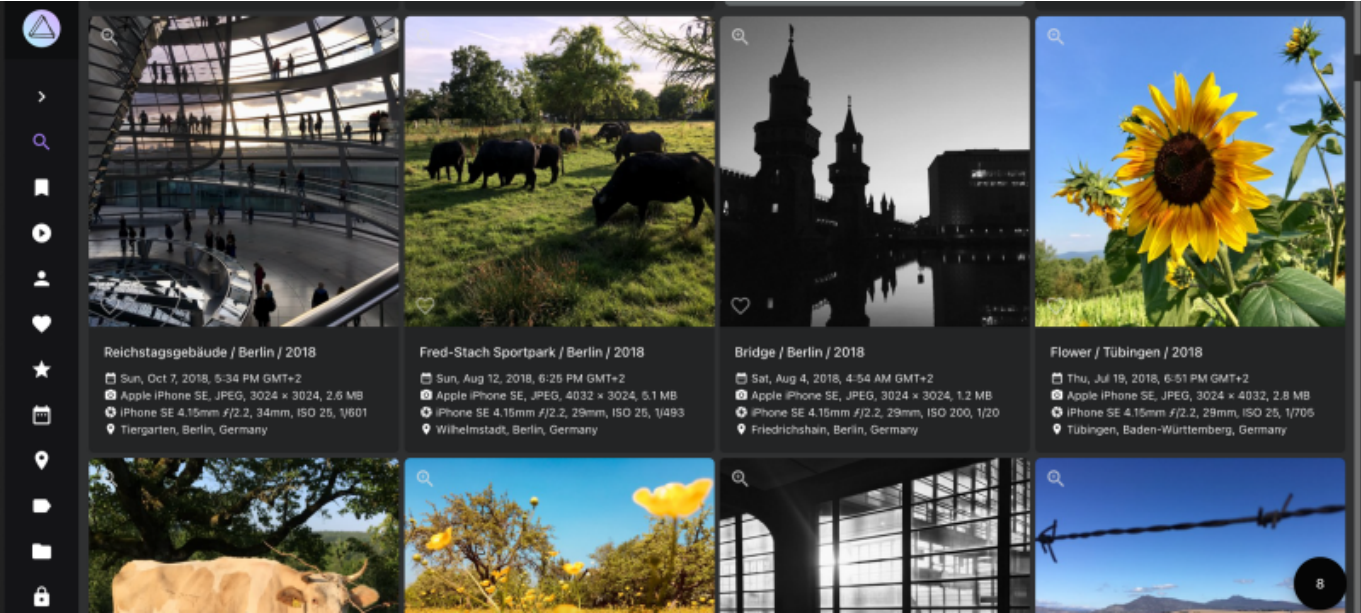 Reichstagsgebäude / Berlin / 2018
Sun, Oct 7, 2018, 5:34 PM GMT+2
Apple iPhone SE, JPEG, 3024 × 3024, 2.6 MB
iPhone SE 4.15mm ƒ/2.2, 34mm, ISO 25, 1/601
Tiergarten, Berlin, Germany
Fred-Stach Sportpark / Berlin / 2018
Sun, Aug 12, 2018, 6:25 PM GMT+2
Apple iPhone SE, JPEG, 4032 × 3024, 5.1 MB
iPhone SE 4.15mm ƒ/2.2, 29mm, ISO 25, 1/493
Wilhelmstadt, Berlin, Germany
Bridge / Berlin / 2018
Sat, Aug 4, 2018, 4:54 AM GMT+2
Apple iPhone SE, JPEG, 3024 × 3024, 1.2 MB
iPhone SE 4.15mm ƒ/2.2, 29mm, ISO 200, 1/20
Friedrichshain, Berlin, Germany
Flower / Tübingen / 2018
Thu, Jul 19, 2018, 6:51 PM GMT+2
Apple iPhone SE, JPEG, 3024 × 4032, 2.8 MB
iPhone SE 4.15mm ƒ/2.2, 29mm, ISO 25, 1/705
Tübingen, Baden-Württemberg, Germany
8